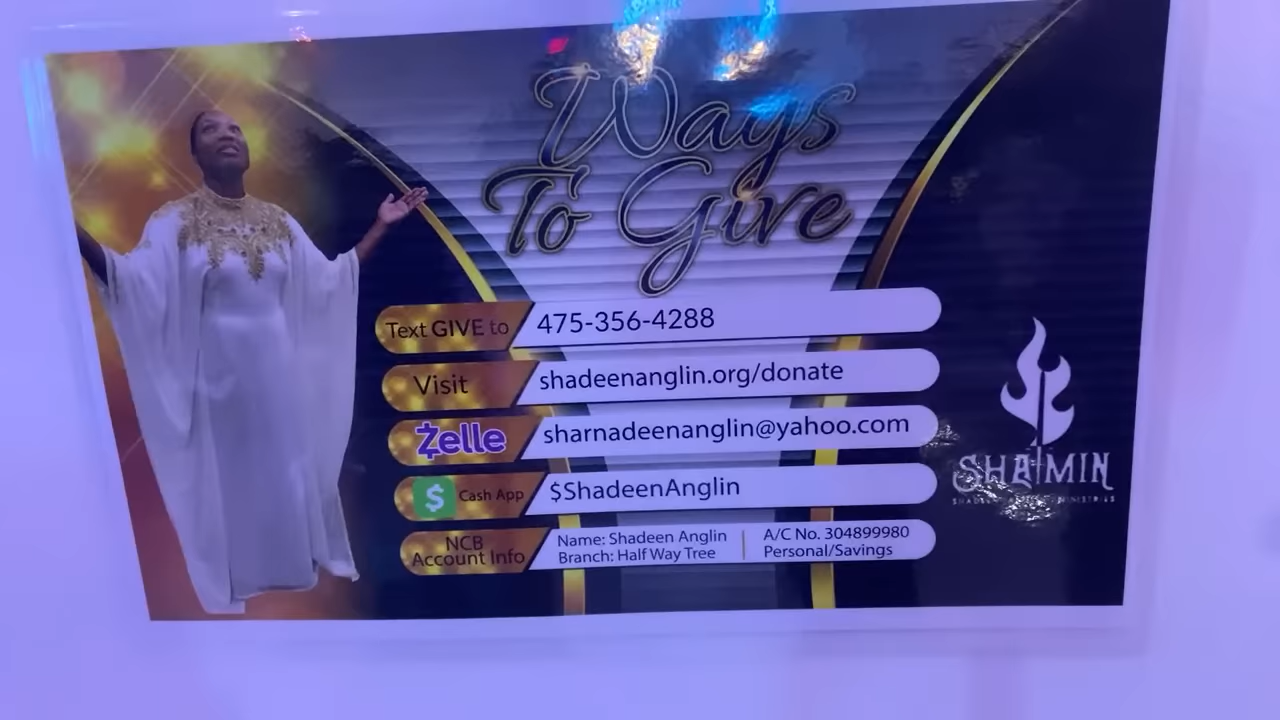 Ways
To Give
Text GIVE to 475-356-4288
Visit shadeenanglin.org/donate
Zelle sharnadeenanglin@yahoo.com
$ Cash App $ShadeenAnglin
NCB
Account Info
Name: Shadeen Anglin
Branch: Half Way Tree
A/C No. 304899980
Personal/Savings
SHAMIN
MINISTRIES